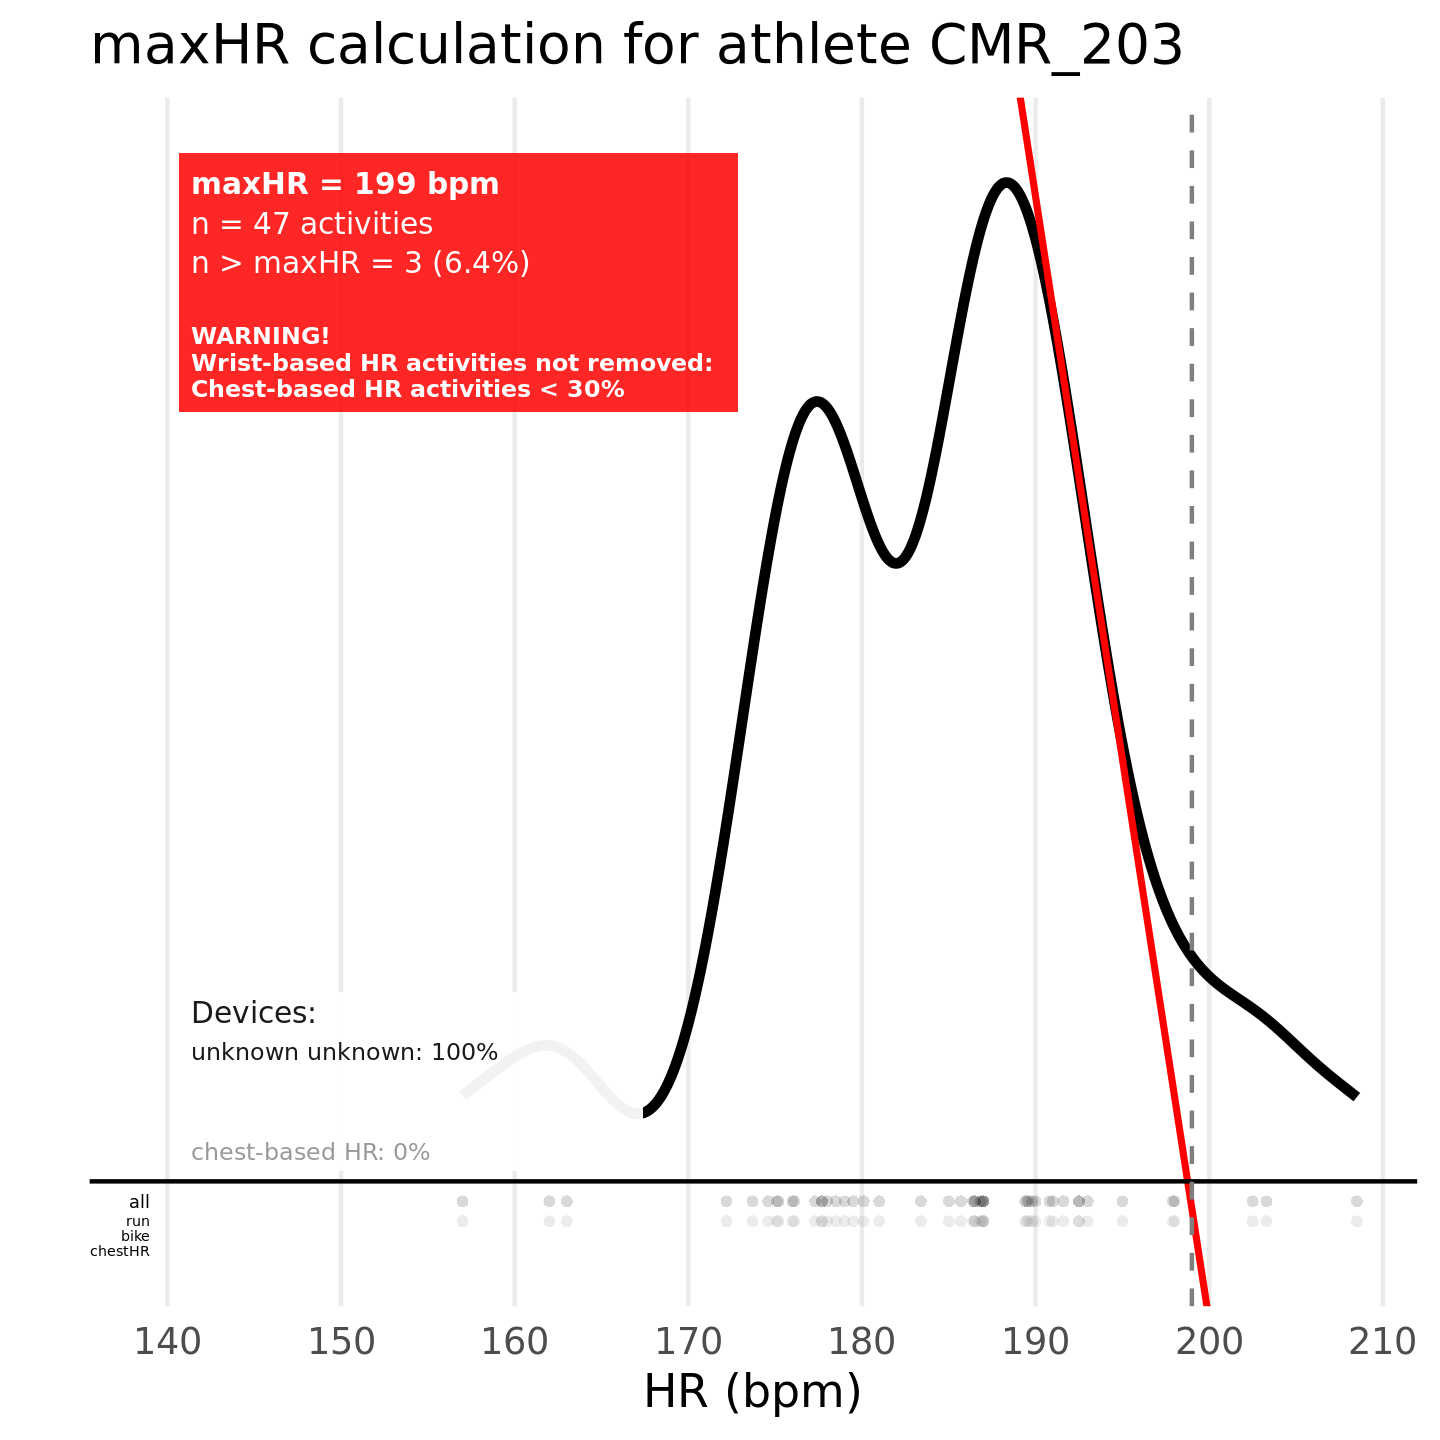 maxHR calculation for athlete CMR_203
maxHR = 199 bpm
n = 47 activities
n > maxHR = 3 (6.4%)
WARNING!
Wrist-based HR activities not removed:
Chest-based HR activities < 30%
Devices:
unknown unknown: 100%
chest-based HR: 0%
all
run
bike
chestHR
140 150 160 170 180 190 200 210
HR (bpm)